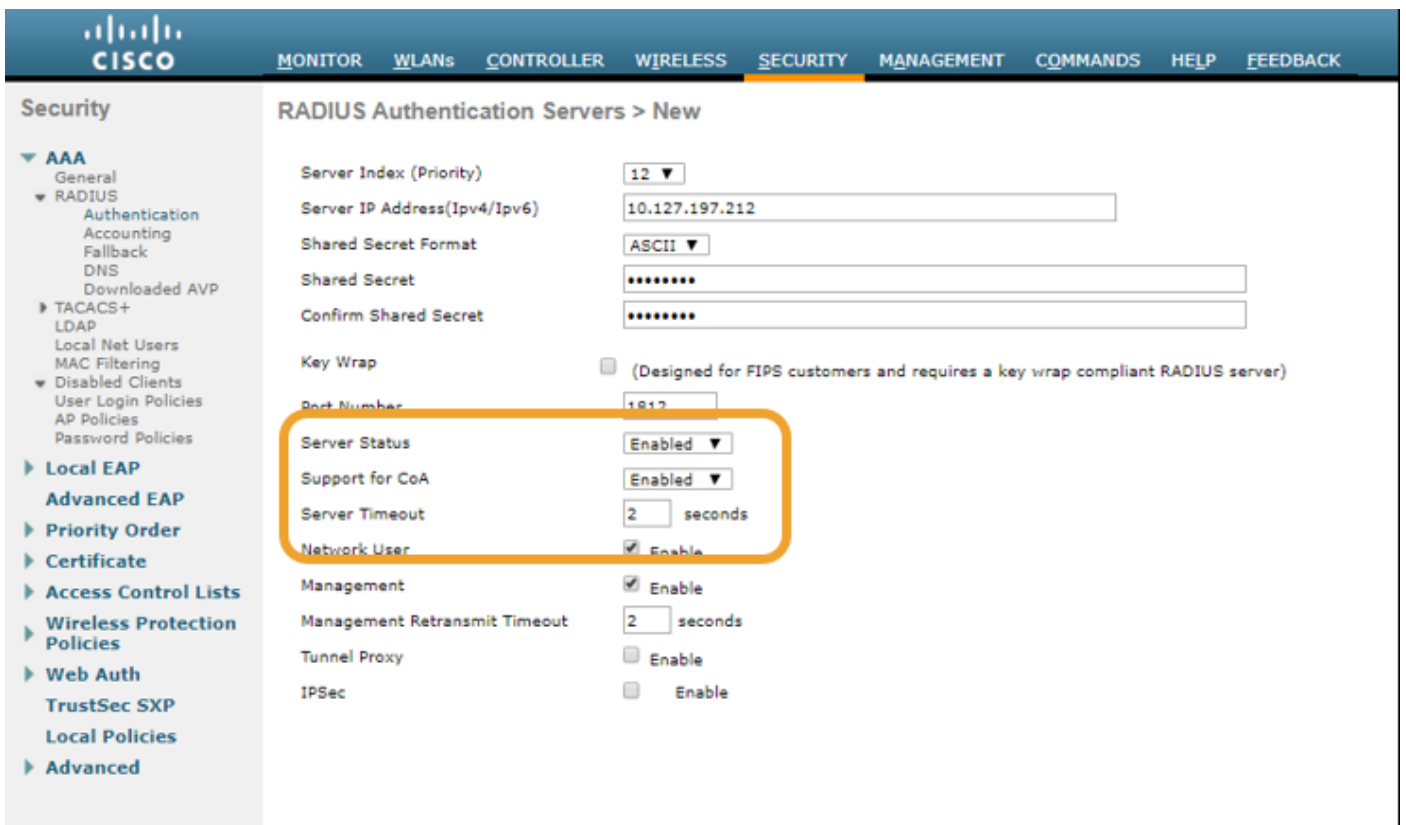 CISCO
MONITOR WLANs CONTROLLER WIRELESS SECURITY MANAGEMENT COMMANDS HELP FEEDBACK
Security
AAA
General
RADIUS
Authentication
Accounting
Fallback
DNS
Downloaded AVP
TACACS+
LDAP
Local Net Users
MAC Filtering
Disabled Clients
User Login Policies
AP Policies
Password Policies
Local EAP
Advanced EAP
Priority Order
Certificate
Access Control Lists
Wireless Protection
Policies
Web Auth
TrustSec SXP
Local Policies
Advanced
RADIUS Authentication Servers > New
Server Index (Priority) 12
Server IP Address(Ipv4/Ipv6) 10.127.197.212
Shared Secret Format ASCII
Shared Secret ••••••••
Confirm Shared Secret ••••••••
Key Wrap (Designed for FIPS customers and requires a key wrap compliant RADIUS server)
Port Number 1812
Server Status Enabled
Support for CoA Enabled
Server Timeout 2 seconds
Network User Enable
Management Enable
Management Retransmit Timeout 2 seconds
Tunnel Proxy Enable
IPSec Enable